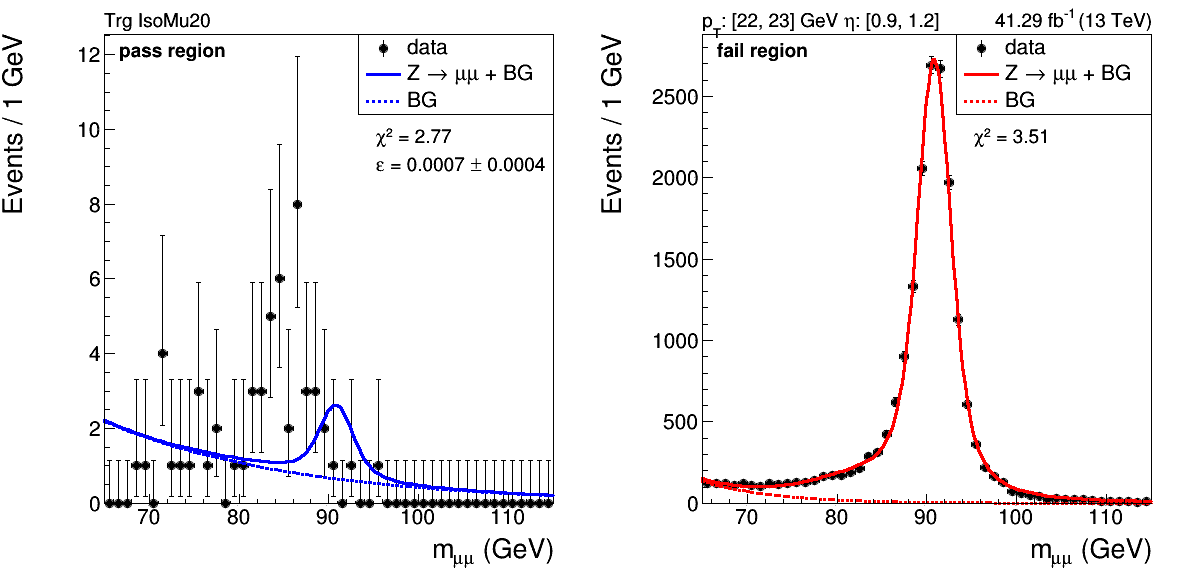 Trg IsoMu20
pass region
data
Z → μμ + BG
BG
χ² = 2.77
ε = 0.0007 ± 0.0004
Events / 1 GeV
12
10
8
6
4
2
0
70 80 90 100 110
mμμ (GeV)
pT: [22, 23] GeV η: [0.9, 1.2] 41.29 fb⁻¹ (13 TeV)
fail region
data
Z → μμ + BG
BG
χ² = 3.51
Events / 1 GeV
2500
2000
1500
1000
500
0
70 80 90 100 110
mμμ (GeV)